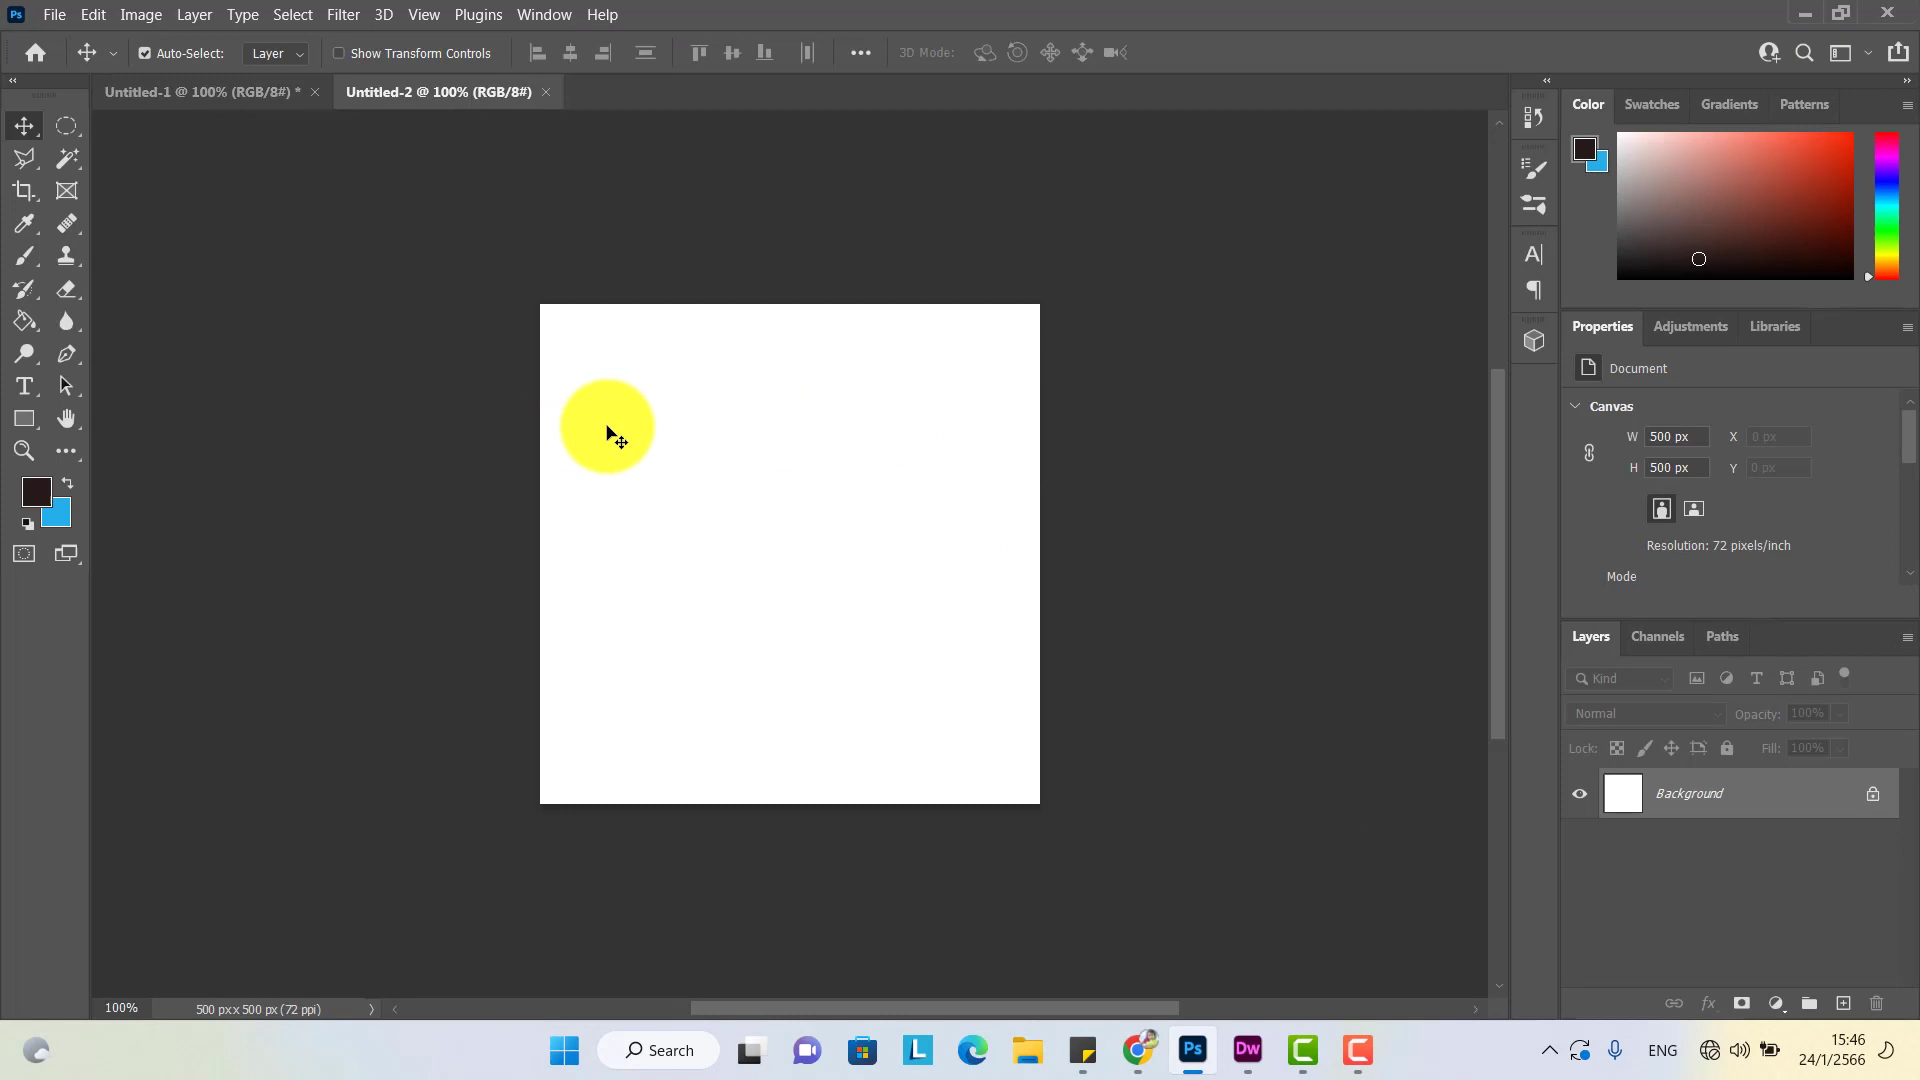 Ps File Edit Image Layer Type Select Filter 3D View Plugins Window Help
Auto-Select: Layer Show Transform Controls 3D Mode:
Untitled-1 @ 100% (RGB/8#) * Untitled-2 @ 100% (RGB/8#)
Color Swatches Gradients Patterns
Properties Adjustments Libraries
Document
Canvas
W 500 px X 0 px
H 500 px Y 0 px
Resolution: 72 pixels/inch
Mode
Layers Channels Paths
Kind
Normal Opacity: 100%
Lock: Fill: 100%
Background
fx
100% 500 px x 500 px (72 ppi)
Search L Ps Dw C C ENG
15:46
24/1/2566